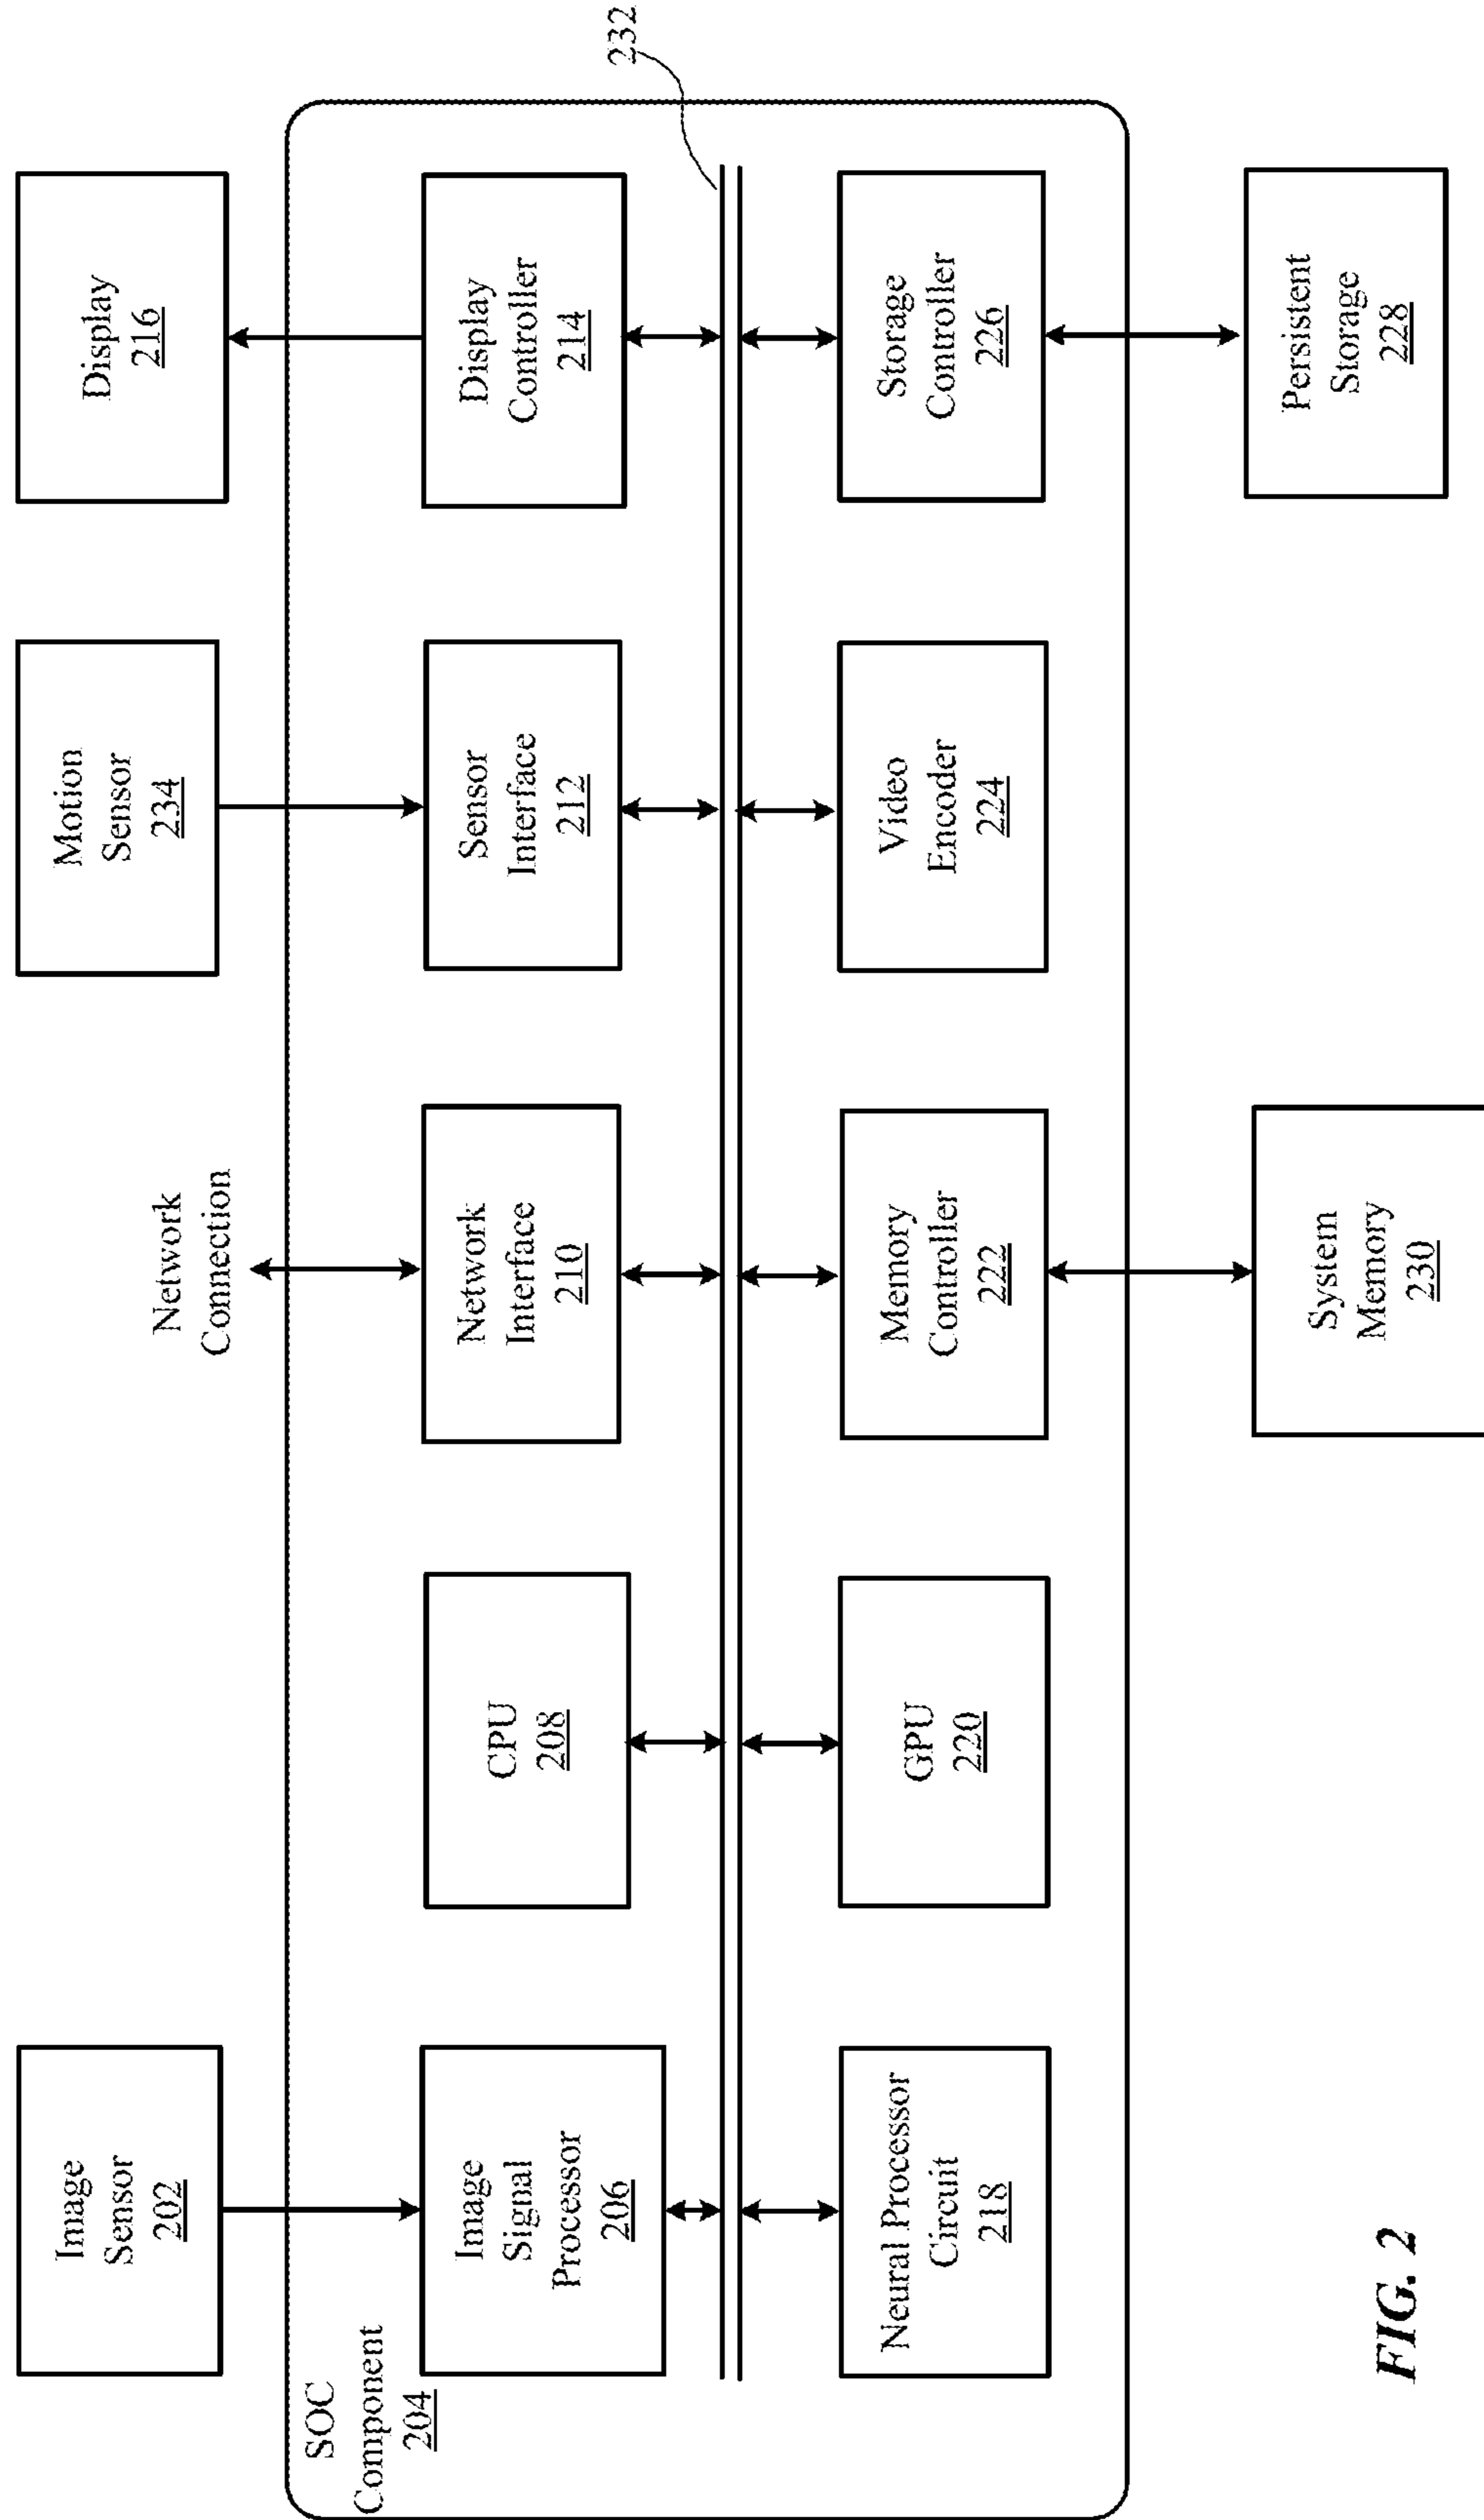 Image
Sensor
202
Network
Connection
Motion
Sensor
234
Display
216
SOC
Component
204
Image
Signal
Processor
206
CPU
208
Network
Interface
210
Sensor
Interface
212
Display
Controller
214
232
Neural Processor
Circuit
218
GPU
220
Memory
Controller
222
Video
Encoder
224
Storage
Controller
226
System
Memory
230
Persistent
Storage
228
FIG. 2